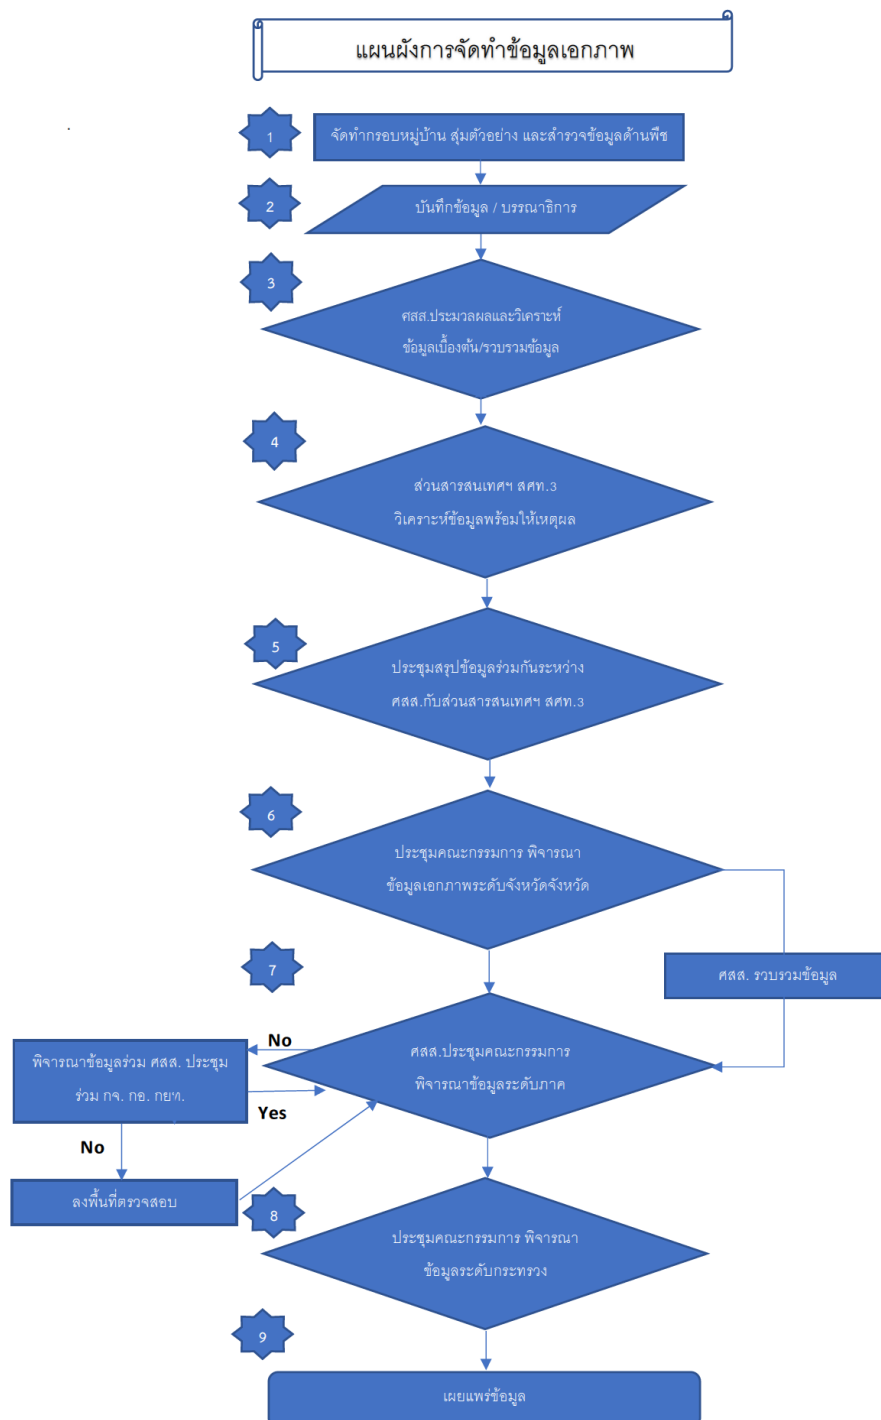 แผนผังการจัดทำข้อมูลเอกภาพ
1
จัดทำกรอบหมู่บ้าน สุ่มตัวอย่าง และสำรวจข้อมูลด้านพืช
2
บันทึกข้อมูล / บรรณาธิการ
3
ศสส.ประมวลผลและวิเคราะห์
ข้อมูลเบื้องต้น/รวบรวมข้อมูล
4
ส่วนสารสนเทศฯ สศท.3
วิเคราะห์ข้อมูลพร้อมให้เหตุผล
5
ประชุมสรุปข้อมูลร่วมกันระหว่าง
ศสส.กับส่วนสารสนเทศฯ สศท.3
6
ประชุมคณะกรรมการ พิจารณา
ข้อมูลเอกภาพระดับจังหวัดจังหวัด
7
ศสส. รวบรวมข้อมูล
No
ศสส.ประชุมคณะกรรมการ
พิจารณาข้อมูลระดับภาค
พิจารณาข้อมูลร่วม ศสส. ประชุม
ร่วม กจ. กอ. กยท.
Yes
No
ลงพื้นที่ตรวจสอบ
8
ประชุมคณะกรรมการ พิจารณา
ข้อมูลระดับกระทรวง
9
เผยแพร่ข้อมูล